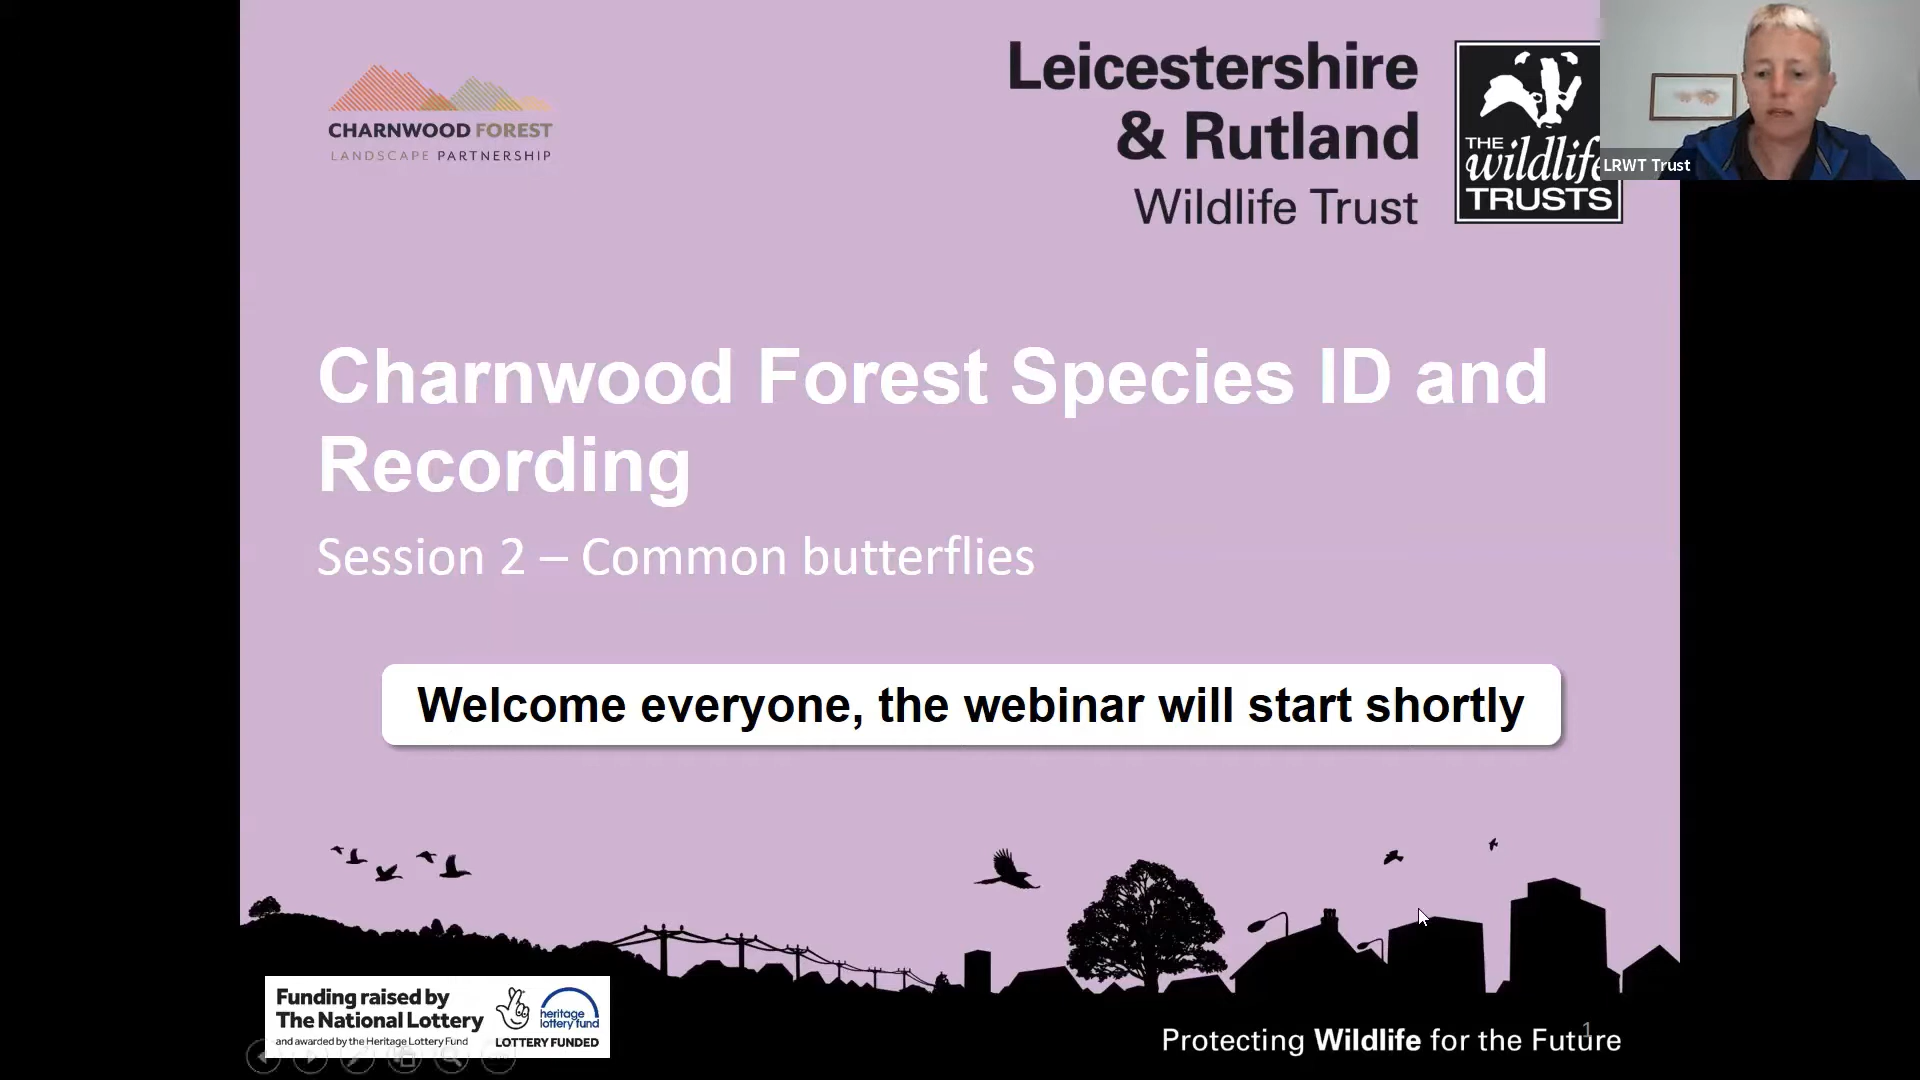 CHARNWOOD FOREST
LANDSCAPE PARTNERSHIP
Leicestershire
& Rutland
Wildlife Trust
THE
wildlife
TRUSTS
LRWT Trust
Charnwood Forest Species ID and
Recording
Session 2 – Common butterflies
Welcome everyone, the webinar will start shortly
Funding raised by
The National Lottery
and awarded by the Heritage Lottery Fund
heritage
lottery fund
LOTTERY FUNDED
Protecting Wildlife for the Future
1